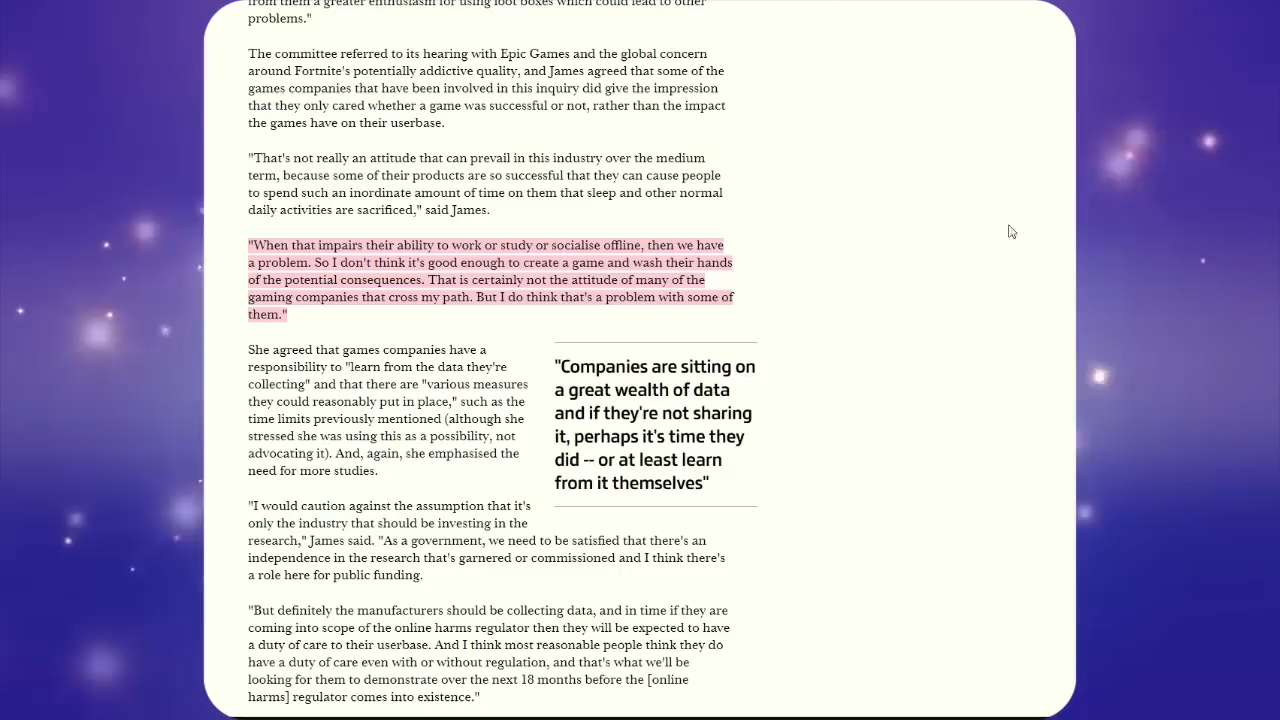 from them a greater enthusiasm for using loot boxes which could lead to other
problems."
The committee referred to its hearing with Epic Games and the global concern
around Fortnite's potentially addictive quality, and James agreed that some of the
games companies that have been involved in this inquiry did give the impression
that they only cared whether a game was successful or not, rather than the impact
the games have on their userbase.
"That's not really an attitude that can prevail in this industry over the medium
term, because some of their products are so successful that they can cause people
to spend such an inordinate amount of time on them that sleep and other normal
daily activities are sacrificed," said James.
"When that impairs their ability to work or study or socialise offline, then we have
a problem. So I don't think it's good enough to create a game and wash their hands
of the potential consequences. That is certainly not the attitude of many of the
gaming companies that cross my path. But I do think that's a problem with some of
them."
She agreed that games companies have a
responsibility to "learn from the data they're
collecting" and that there are "various measures
they could reasonably put in place," such as the
time limits previously mentioned (although she
stressed she was using this as a possibility, not
advocating it). And, again, she emphasised the
need for more studies.
"Companies are sitting on
a great wealth of data
and if they're not sharing
it, perhaps it's time they
did -- or at least learn
from it themselves"
"I would caution against the assumption that it's
only the industry that should be investing in the
research," James said. "As a government, we need to be satisfied that there's an
independence in the research that's garnered or commissioned and I think there's
a role here for public funding.
"But definitely the manufacturers should be collecting data, and in time if they are
coming into scope of the online harms regulator then they will be expected to have
a duty of care to their userbase. And I think most reasonable people think they do
have a duty of care even with or without regulation, and that's what we'll be
looking for them to demonstrate over the next 18 months before the [online
harms] regulator comes into existence."